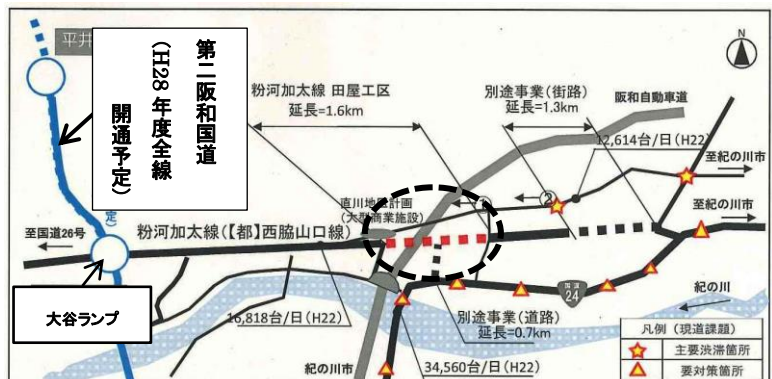 平井
第二阪和国道
(H28年度全線
開通予定)
粉河加太線 田屋工区
延長=1.6km
別途事業(街路)
延長=1.3km
阪和自動車道
N
12,614台/日(H22)
至紀の川市
直川地区計画
(大型商業施設)
②
至紀の川市
至国道26号
定)
粉河加太線(【都】西脇山口線)
大谷ランプ
国道
24
紀の川
16,818台/日(H22)
別途事業(道路)
延長=0.7km
紀の川市
34,560台/日(H22)
凡例(現道課題)
主要渋滞箇所
要対策箇所